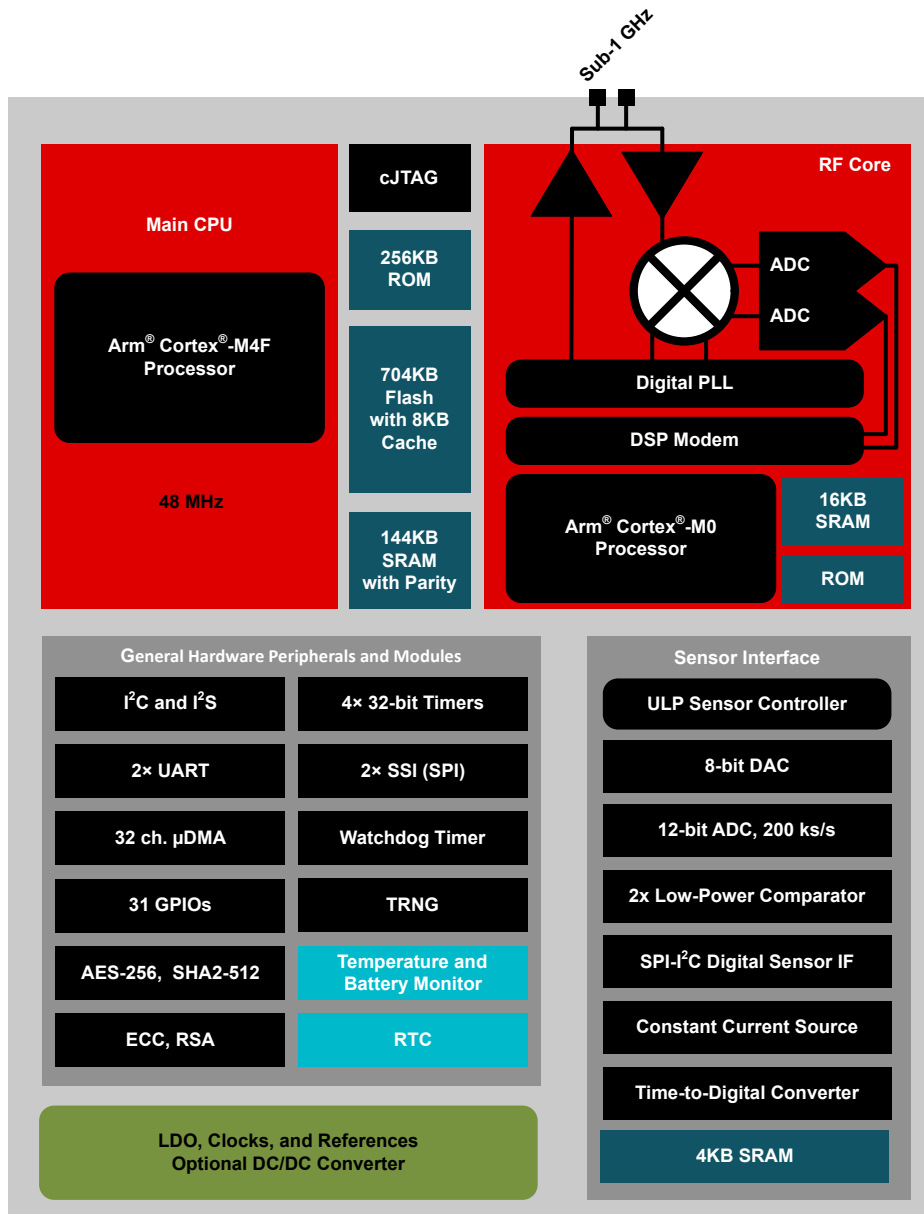 Sub-1 GHz
Main CPU
Arm® Cortex®-M4F
Processor
48 MHz
cJTAG
256KB
ROM
704KB
Flash
with 8KB
Cache
144KB
SRAM
with Parity
RF Core
ADC
ADC
Digital PLL
DSP Modem
Arm® Cortex®-M0
Processor
16KB
SRAM
ROM
General Hardware Peripherals and Modules
I²C and I²S
4× 32-bit Timers
2× UART
2× SSI (SPI)
32 ch. µDMA
Watchdog Timer
31 GPIOs
TRNG
AES-256, SHA2-512
Temperature and
Battery Monitor
ECC, RSA
RTC
LDO, Clocks, and References
Optional DC/DC Converter
Sensor Interface
ULP Sensor Controller
8-bit DAC
12-bit ADC, 200 ks/s
2x Low-Power Comparator
SPI-I²C Digital Sensor IF
Constant Current Source
Time-to-Digital Converter
4KB SRAM